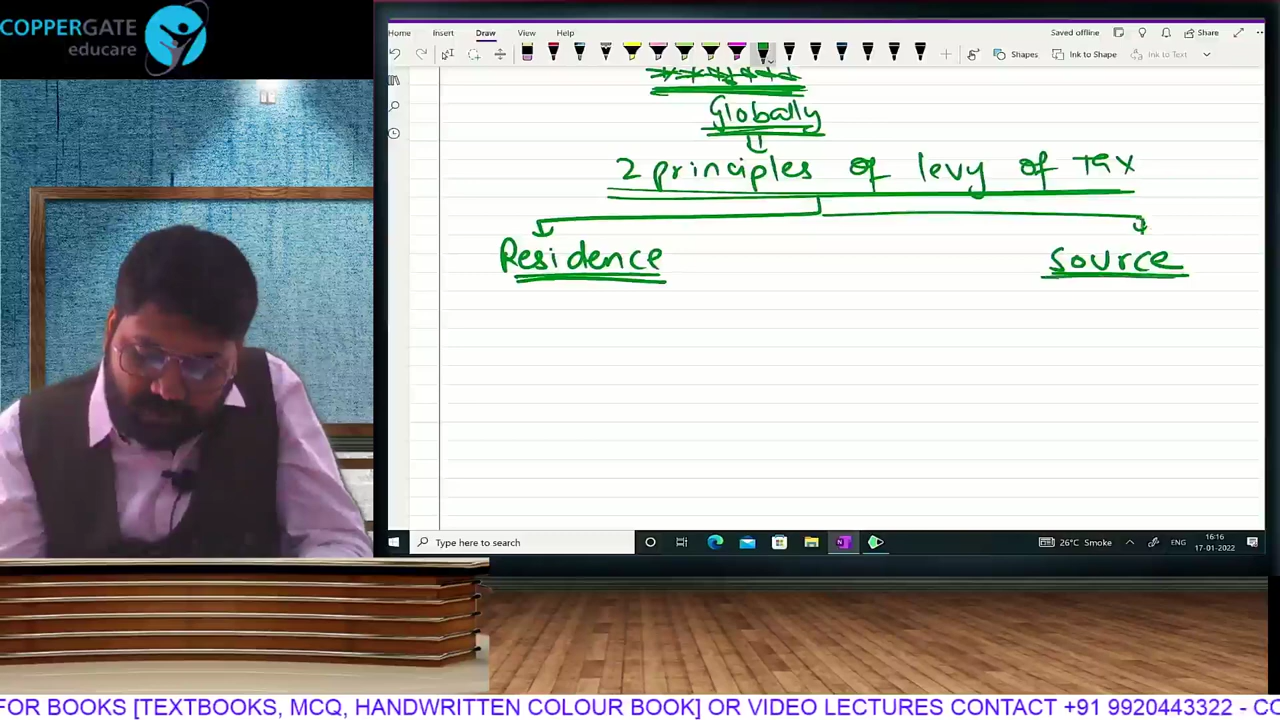 COPPERGATE
educare
Home Insert Draw View Help
Saved offline
Share
Shapes
Ink to Shape
Ink to Text
Globally
2 principles of levy of Tax
Residence
Source
Type here to search
26°C Smoke
ENG
16:16
17-01-2022
FOR BOOKS [TEXTBOOKS, MCQ, HANDWRITTEN COLOUR BOOK] OR VIDEO LECTURES CONTACT +91 9920443322 - CO